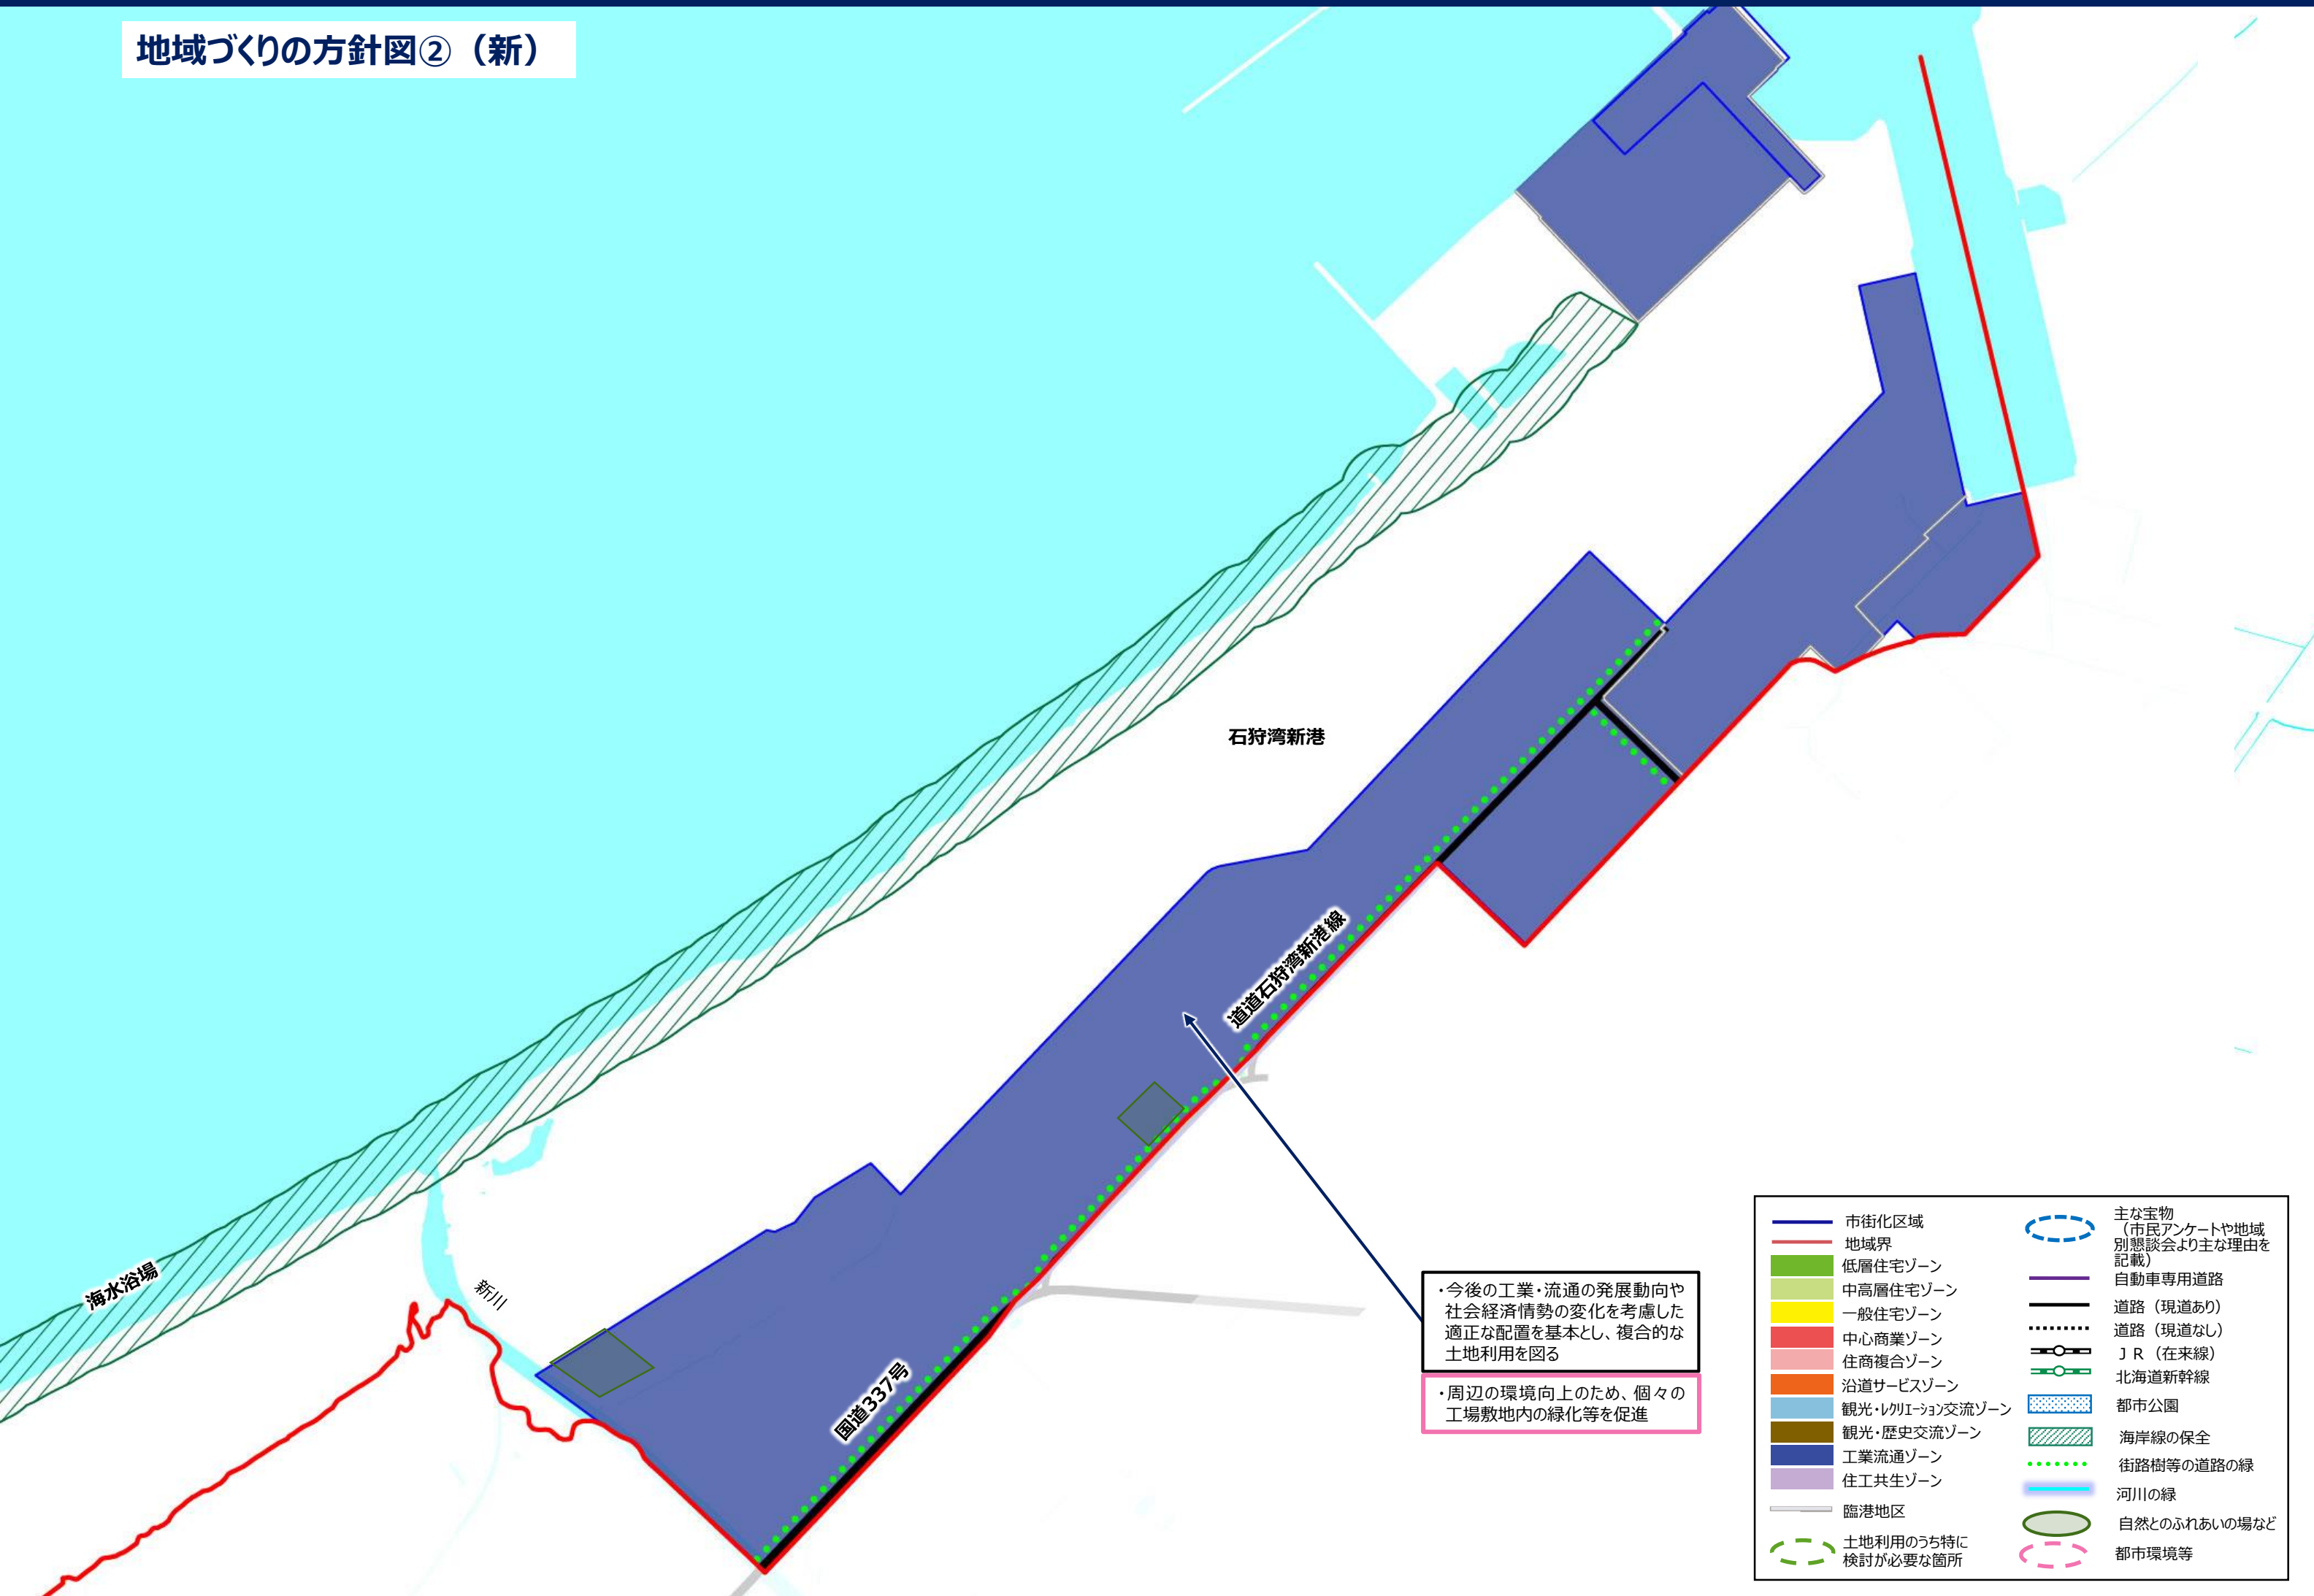 地域づくりの方針図②（新）
石狩湾新港
道道石狩湾新港線
海水浴場
新川
国道337号
・今後の工業・流通の発展動向や
社会経済情勢の変化を考慮した
適正な配置を基本とし、複合的な
土地利用を図る
・周辺の環境向上のため、個々の
工場敷地内の緑化等を促進
市街化区域
地域界
低層住宅ゾーン
中高層住宅ゾーン
一般住宅ゾーン
中心商業ゾーン
住商複合ゾーン
沿道サービスゾーン
観光・レクリエーション交流ゾーン
観光・歴史交流ゾーン
工業流通ゾーン
住工共生ゾーン
臨港地区
土地利用のうち特に
検討が必要な箇所
主な宝物
（市民アンケートや地域
別懇談会より主な理由を
記載）
自動車専用道路
道路（現道あり）
道路（現道なし）
ＪＲ（在来線）
北海道新幹線
都市公園
海岸線の保全
街路樹等の道路の緑
河川の緑
自然とのふれあいの場など
都市環境等